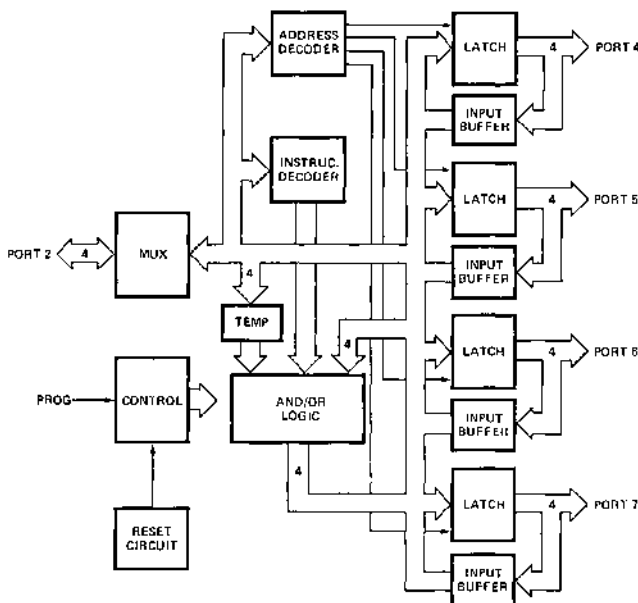 ADDRESS
DECODER
LATCH
4
PORT 4
INPUT
BUFFER
INSTRUC.
DECODER
LATCH
4
PORT 5
INPUT
BUFFER
PORT 2
4
MUX
4
TEMP
4
LATCH
4
PORT 6
INPUT
BUFFER
PROG
CONTROL
AND/OR
LOGIC
4
LATCH
4
PORT 7
INPUT
BUFFER
RESET
CIRCUIT